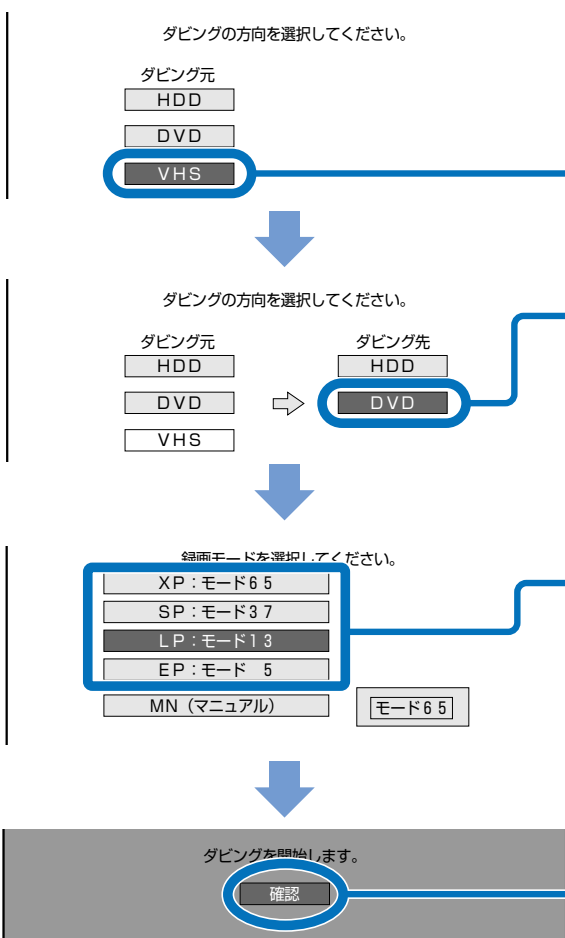 ダビングの方向を選択してください。
ダビング元
HDD
DVD
VHS
ダビングの方向を選択してください。
ダビング元 ダビング先
HDD HDD
DVD DVD
VHS
録画モードを選択してください。
XP:モード65
SP:モード37
LP:モード13
EP:モード 5
MN(マニュアル) モード65
ダビングを開始します。
確認